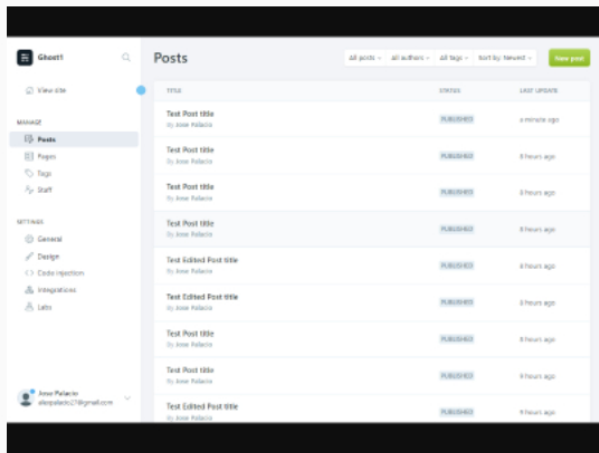 Ghost1
View site
MANAGE
Posts
Pages
Tags
Staff
SETTINGS
General
Design
Code injection
Integrations
Labs
Jose Palacio
Posts
All posts All authors All tags Sort by: Newest New post
TITLE STATUS LAST UPDATE
Test Post title
By Jose Palacio
PUBLISHED a minute ago
Test Post title
By Jose Palacio
PUBLISHED 8 hours ago
Test Post title
By Jose Palacio
PUBLISHED 8 hours ago
Test Post title
By Jose Palacio
PUBLISHED 8 hours ago
Test Edited Post title
By Jose Palacio
PUBLISHED hours ago
Test Edited Post title
By Jose Palacio
PUBLISHED hours ago
Test Post title
By Jose Palacio
PUBLISHED 8 hours ago
Test Post title
By Jose Palacio
PUBLISHED 9 hours ago
Test Edited Post title
By Jose Palacio
PUBLISHED 9 hours ago